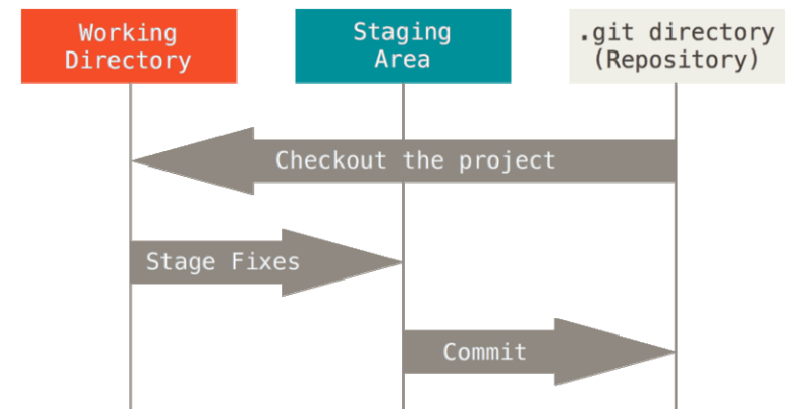 Working
Directory
Staging
Area
.git directory
(Repository)
Checkout the project
Stage Fixes
Commit